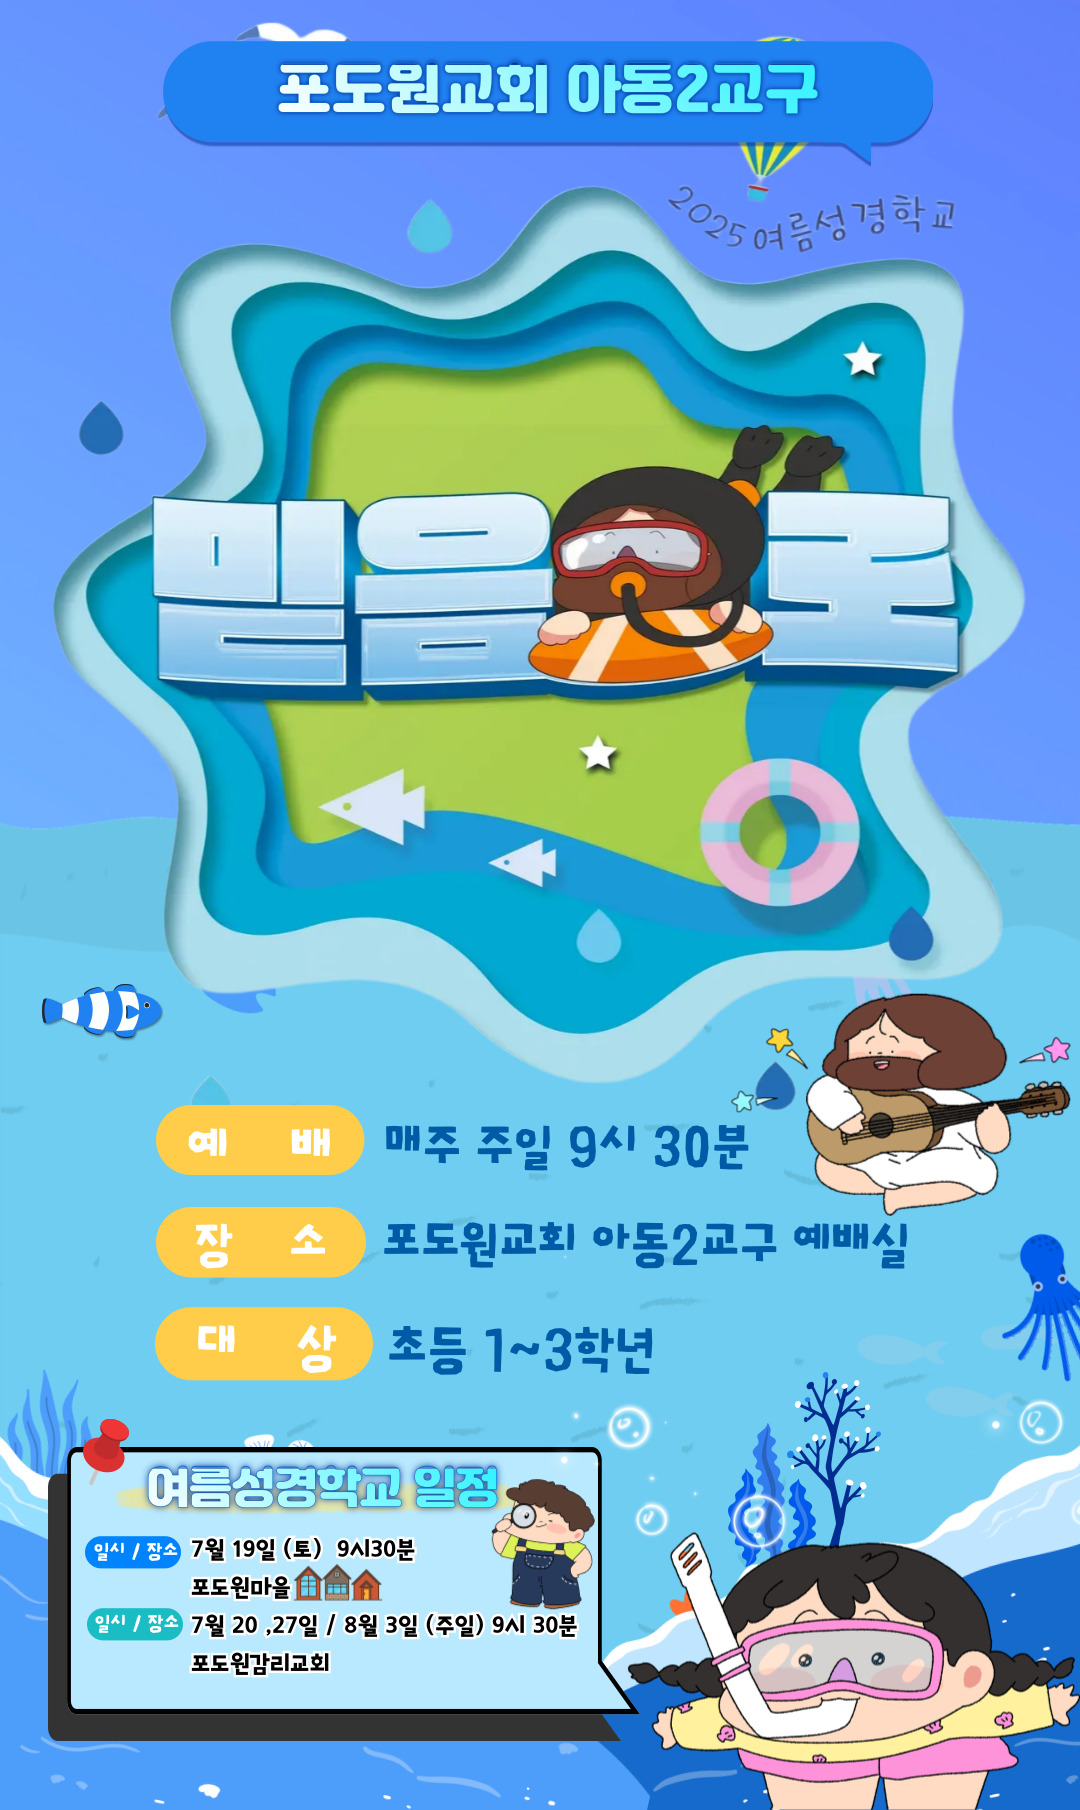 포도원교회 아동2교구
2025여름성경학교
믿음으로
예 배 매주 주일 9시 30분
장 소 포도원교회 아동2교구 예배실
대 상 초등 1~3학년
여름성경학교 일정
일시 / 장소 7월 19일 (토) 9시30분
포도원마을
일시 / 장소 7월 20 ,27일 / 8월 3일 (주일) 9시 30분
포도원감리교회